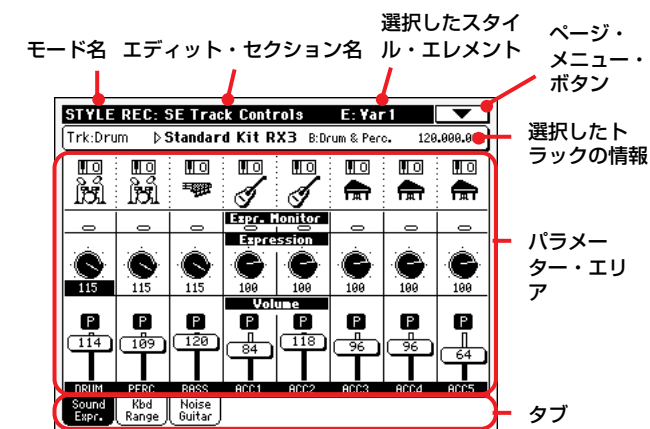 選択したスタイ
ル・エレメント
ページ・
メニュー・
ボタン
モード名 エディット・セクション名
STYLE REC: SE Track Controls E: Var1
Trk:Drum ▷Standard Kit RX3 B:Drum & Perc.
選択したト
ラックの情報
Expr. Monitor
Expression
115 115 115 100 100 100 100 100
Volume
P P P P P P P P
114 109 120 84 118 96 96 64
DRUM PERC BASS ACC1 ACC2 ACC3 ACC4 ACC5
パラメー
ター・エリ
ア
Sound
Expr.
Kbd
Range
Noise
Guitar
タブ